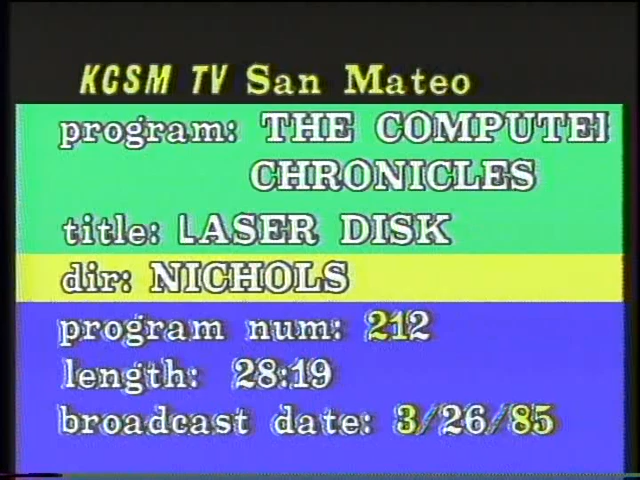 KCSM TV San Mateo
program: THE COMPUTER
CHRONICLES
title: LASER DISK
dir: NICHOLS
program num: 212
length: 28:19
broadcast date: 3/26/85